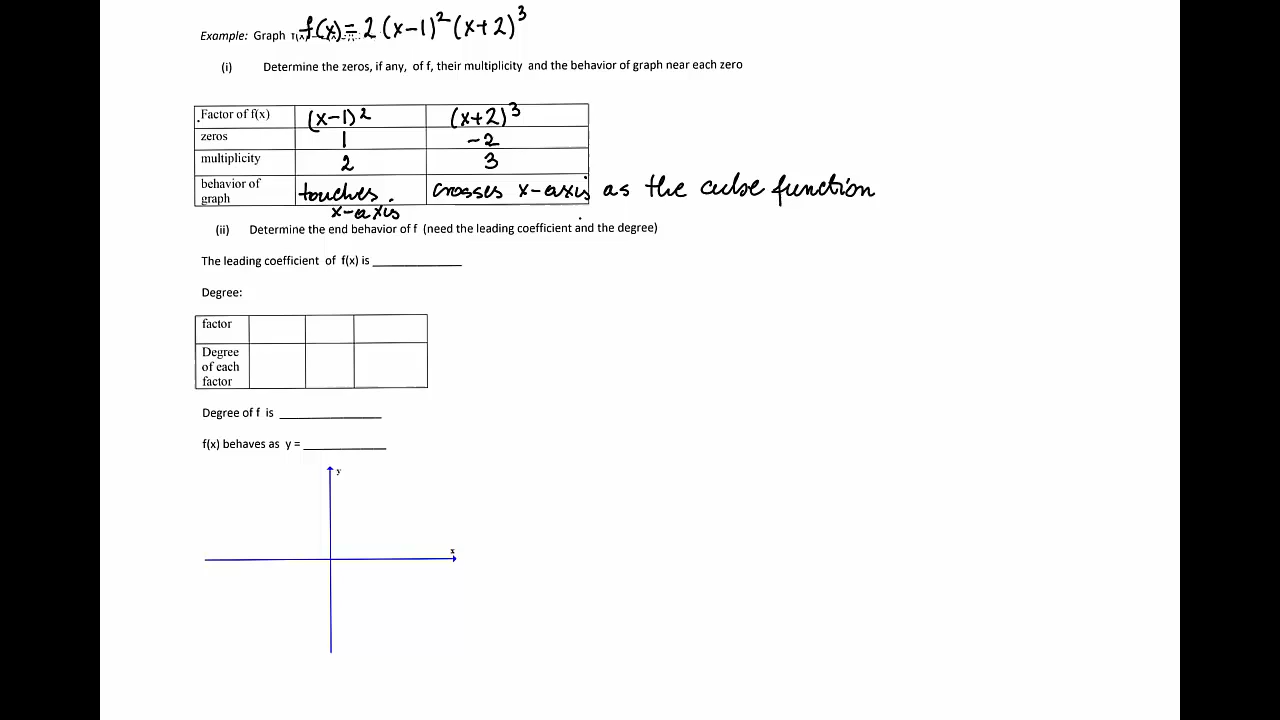 Example: Graph f(x) = 2 (x-1)² (x+2)³
(i) Determine the zeros, if any, of f, their multiplicity and the behavior of graph near each zero
Factor of f(x) (x-1)² (x+2)³
zeros 1 -2
multiplicity 2 3
behavior of graph touches x-axis crosses x-axis as the cube function
(ii) Determine the end behavior of f (need the leading coefficient and the degree)
The leading coefficient of f(x) is ____________
Degree:
factor
Degree of each factor
Degree of f is ____________
f(x) behaves as y = ____________
y
x